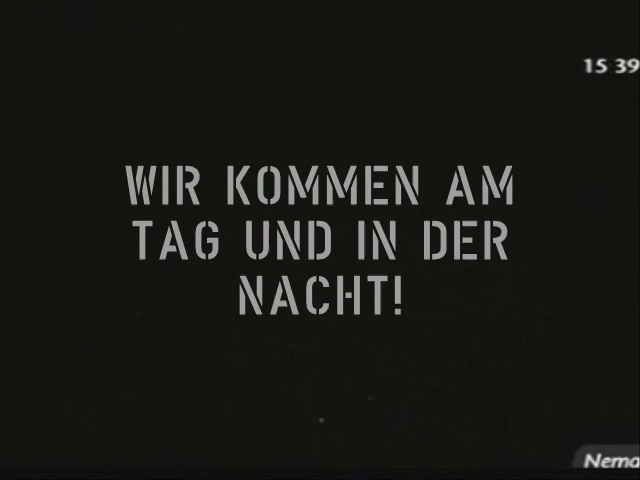 15 39
WIR KOMMEN AM
TAG UND IN DER
NACHT!
Nema